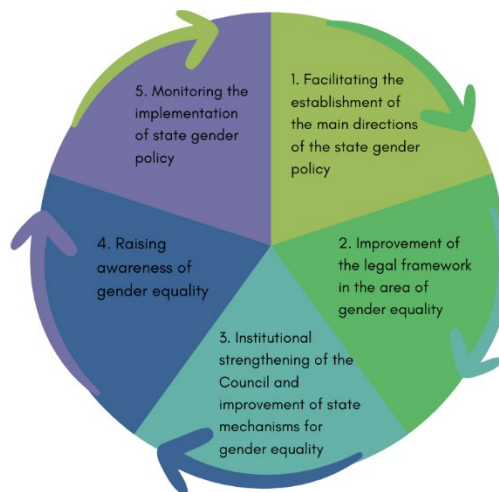 1. Facilitating the
establishment of
the main directions
of the state gender
policy
2. Improvement of
the legal framework
in the area of
gender equality
3. Institutional
strengthening of the
Council and
improvement of state
mechanisms for
gender equality
4. Raising
awareness of
gender equality
5. Monitoring the
implementation
of state gender
policy